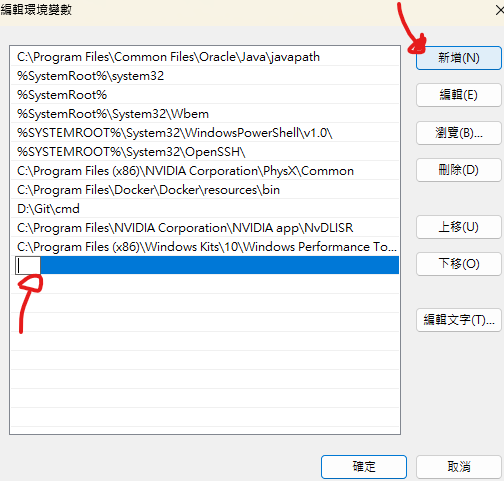 編輯環境變數
C:\Program Files\Common Files\Oracle\Java\javapath
%SystemRoot%\system32
%SystemRoot%
%SystemRoot%\System32\Wbem
%SYSTEMROOT%\System32\WindowsPowerShell\v1.0\
%SYSTEMROOT%\System32\OpenSSH\
C:\Program Files (x86)\NVIDIA Corporation\PhysX\Common
C:\Program Files\Docker\Docker\resources\bin
D:\Git\cmd
C:\Program Files\NVIDIA Corporation\NVIDIA app\NvDLISR
C:\Program Files (x86)\Windows Kits\10\Windows Performance To...
新增(N)
編輯(E)
瀏覽(B)...
刪除(D)
上移(U)
下移(O)
編輯文字(T)...
確定
取消